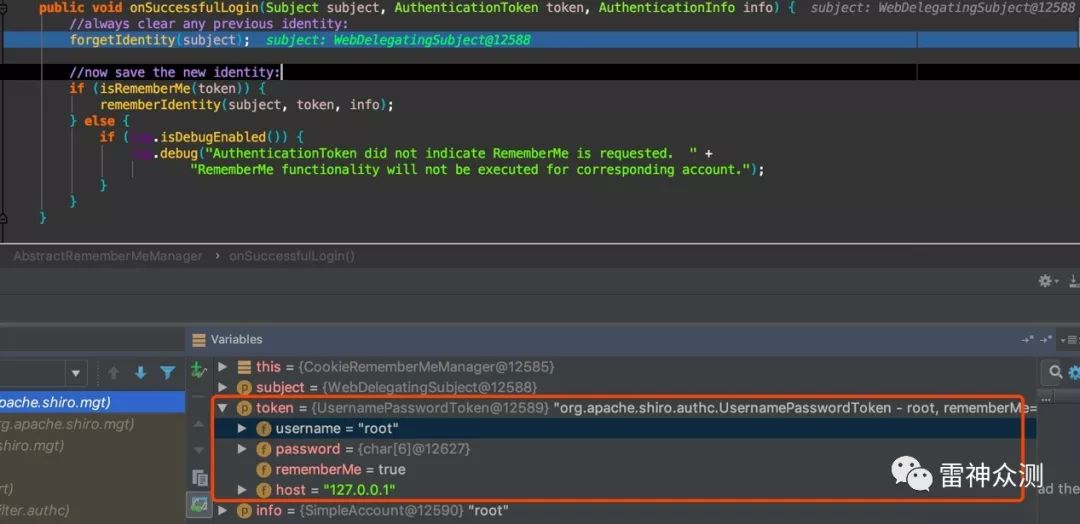 public void onSuccessfulLogin(Subject subject, AuthenticationToken token, AuthenticationInfo info) { subject: WebDelegatingSubject@12588
//always clear any previous identity:
forgetIdentity(subject); subject: WebDelegatingSubject@12588
//now save the new identity:
if (isRememberMe(token)) {
rememberIdentity(subject, token, info);
} else {
if (log.isDebugEnabled()) {
log.debug("AuthenticationToken did not indicate RememberMe is requested. " +
"RememberMe functionality will not be executed for corresponding account.");
}
}
}
AbstractRememberMeManager › onSuccessfulLogin()
Variables
this = {CookieRememberMeManager@12585}
subject = {WebDelegatingSubject@12588}
pache.shiro.mgt)
token = {UsernamePasswordToken@12589} "org.apache.shiro.authc.UsernamePasswordToken - root, rememberMe=
rg.apache.shiro.mgt)
username = "root"
shiro.mgt)
password = {char[6]@12627}
rememberMe = true
rt)
host = "127.0.0.1"
ilter.authc)
info = {SimpleAccount@12590} "root"
ad the
雷神众测